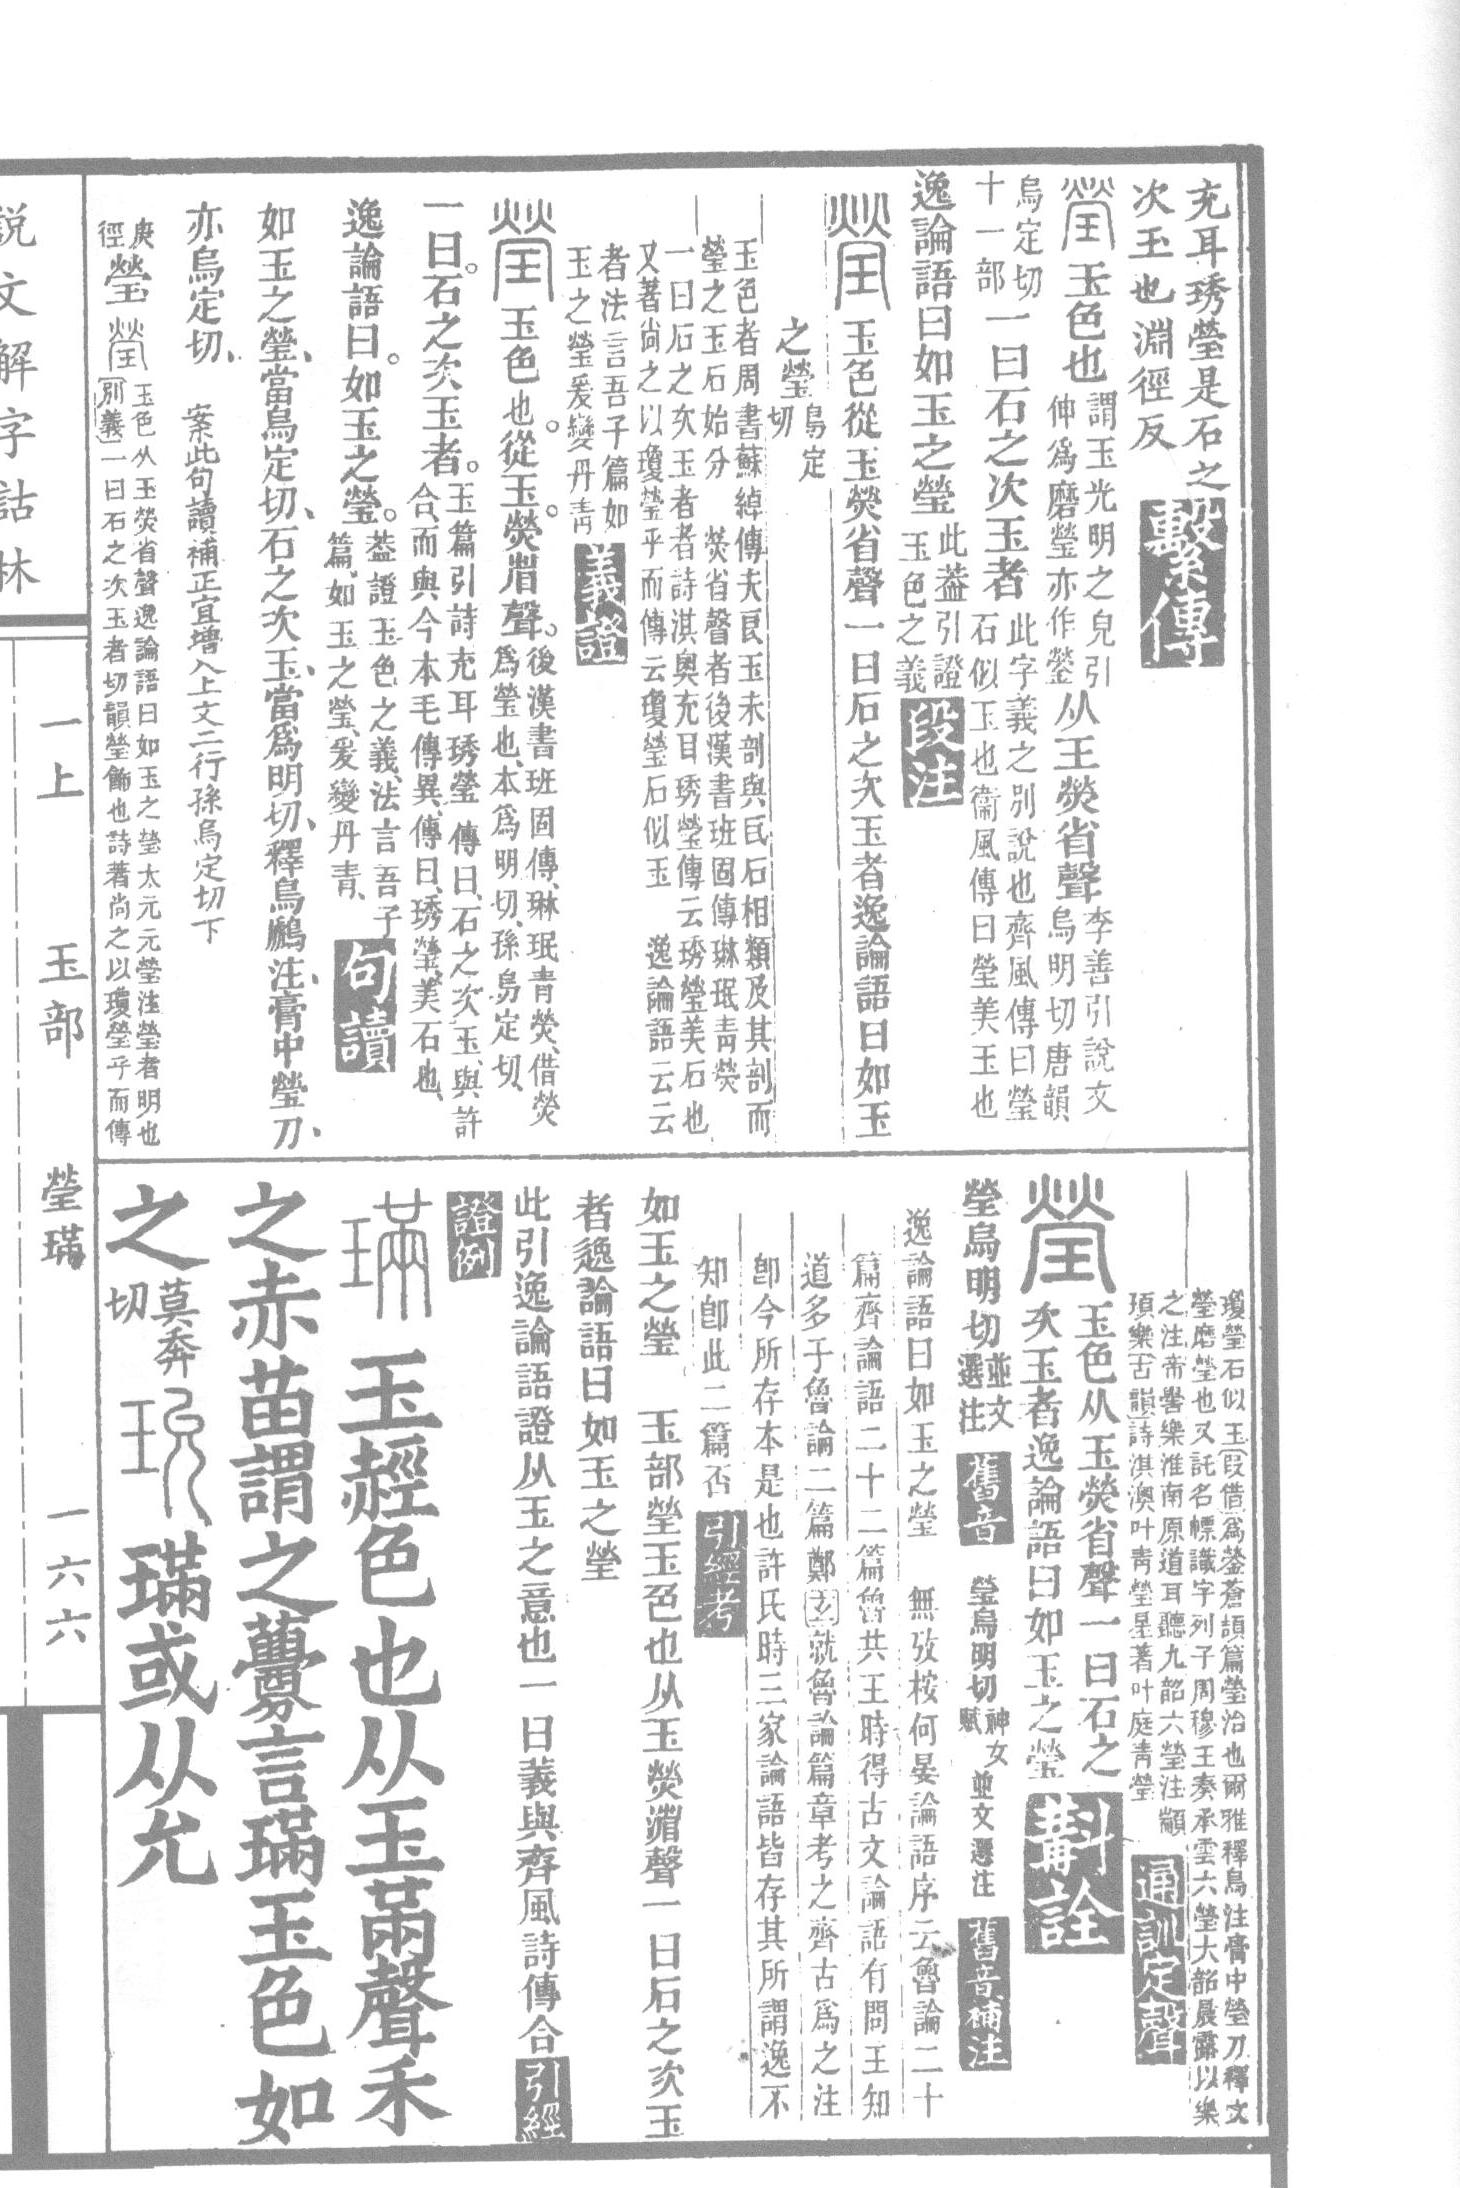 充耳琇瑩是石之
次玉也淵徑反
繫傳
瑩玉色也
謂玉光明之皃引
伸爲磨瑩亦作鎣
从王熒省聲
李善引說文
烏明切唐韻
烏定切
十一部
一曰石之次玉者
此字義之別說也齊風傳曰瑩
石似玉也衞風傳曰瑩美玉也
逸論語曰如玉之瑩
此葢引證
玉色之義
段注
瑩玉色從玉熒省聲一曰石之次玉者逸論語曰如玉
之瑩
烏定
切
玉色者周書蘇綽傳夫良玉未剖與瓦石相類及其剖而
瑩之玉石始分 熒省聲者後漢書班固傳琳珉青熒
一曰石之次玉者者詩淇奧充耳琇瑩傳云琇瑩美石也
又著尚之以瓊瑩乎而傳云瓊瑩石似玉 逸論語云云
者法言吾子篇如
玉之瑩爰變丹青
義證
瑩玉色也。從玉。熒省聲。
後漢書班固傳、琳珉青熒、借熒
爲瑩也、本爲明切、孫烏定切、
一曰。石之次玉者。
玉篇引詩充耳琇瑩 傳曰、石之次玉、與許
合、而與今本毛傳異、傳曰、琇瑩、美石也、
逸論語曰。如玉之瑩。
葢證玉色之義、法言吾子
篇、如玉之瑩、爰變丹青、
句讀
如玉之瑩、當烏定切、石之次玉、當爲明切、釋鳥鷉注、膏中瑩刀、
亦烏定切、 案此句讀補正宜增入上文二行孫烏定切下
庚
徑
瑩瑩
玉色从玉熒省聲逸論語曰如玉之瑩太元元瑩注瑩者明也
別義一曰石之次玉者切韻瑩飾也詩著尚之以瓊瑩乎而傳
瓊瑩石似玉叚借爲鎣蒼頡篇瑩治也爾雅釋鳥注膏中瑩刀釋文
瑩磨瑩也又託名幖識字列子周穆王奏承雲六瑩大韶晨露以樂
之注帝嚳樂淮南原道耳聽九韶六瑩注顓
頊樂古韻詩淇澳叶青瑩星著叶庭青瑩
通訓定聲
瑩玉色从玉熒省聲一曰石之
次玉者逸論語曰如玉之瑩
斠詮
瑩烏明切
並文
選注
舊音
瑩烏明切
神女
賦
並文選注
舊音補注
逸論語曰如玉之瑩 無攷桉何晏論語序云魯論二十
篇齊論語二十二篇魯共王時得古文論語有問王知
道多于魯論二篇鄭玄就魯論篇章考之齊古爲之注
卽今所存本是也許氏時三家論語皆存其所謂逸不
知卽此二篇否
引經考
如玉之瑩 玉部瑩玉色也从玉熒渻聲一曰石之次玉
者逸論語曰如玉之瑩
此引逸論語證从玉之意也一曰義與齊風詩傳合
引經
證例
璊玉經色也从玉㒼聲禾
之赤苗謂之虋言璊玉色如
之
莫奔
切
玧璊或从允
説文解字詁林
一上 玉部 瑩璊 一六六